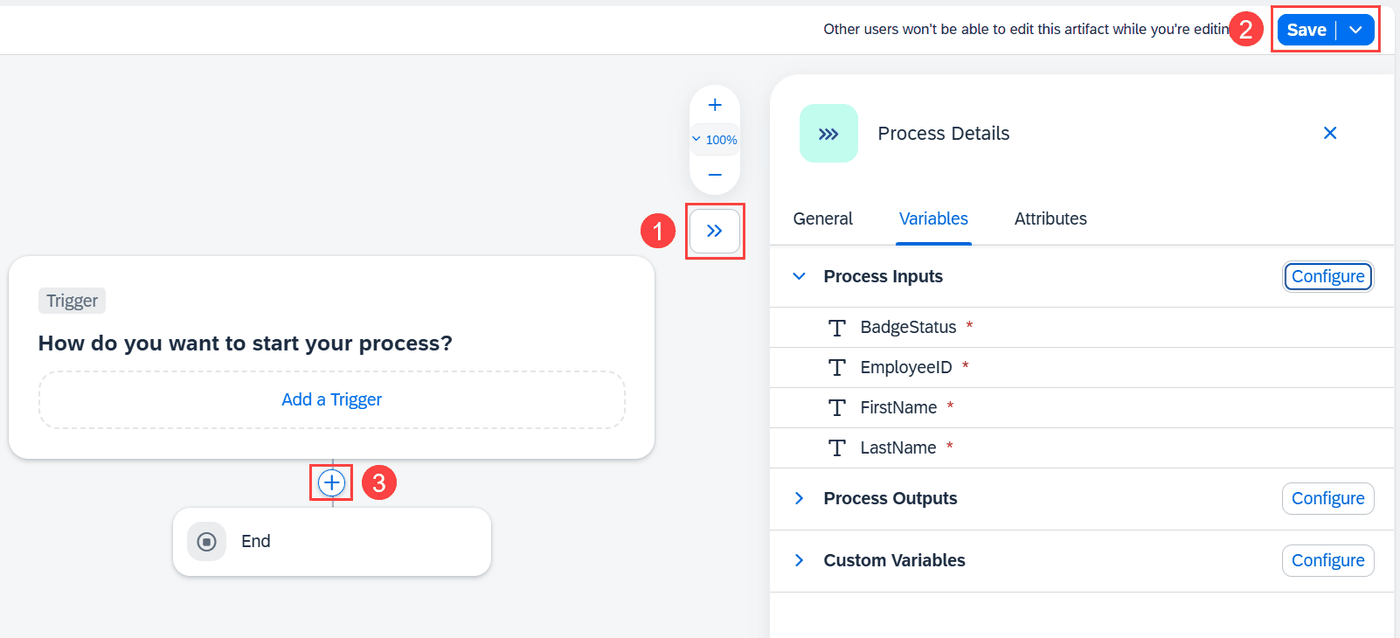 Other users won't be able to edit this artifact while you're editin
2
Save
100%
1
Process Details
General
Variables
Attributes
Process Inputs
Configure
BadgeStatus *
EmployeeID *
FirstName *
LastName *
Process Outputs
Configure
Custom Variables
Configure
Trigger
How do you want to start your process?
Add a Trigger
3
End